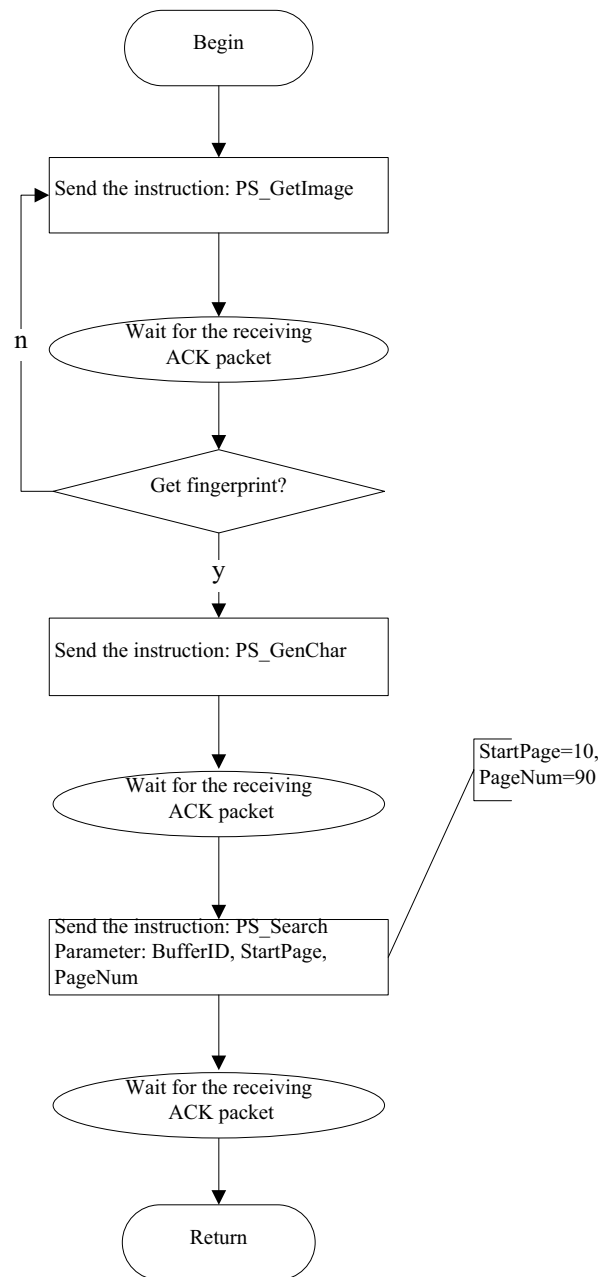 Begin
Send the instruction: PS_GetImage
Wait for the receiving
ACK packet
n
Get fingerprint?
y
Send the instruction: PS_GenChar
StartPage=10,
PageNum=90
Wait for the receiving
ACK packet
Send the instruction: PS_Search
Parameter: BufferID, StartPage,
PageNum
Wait for the receiving
ACK packet
Return